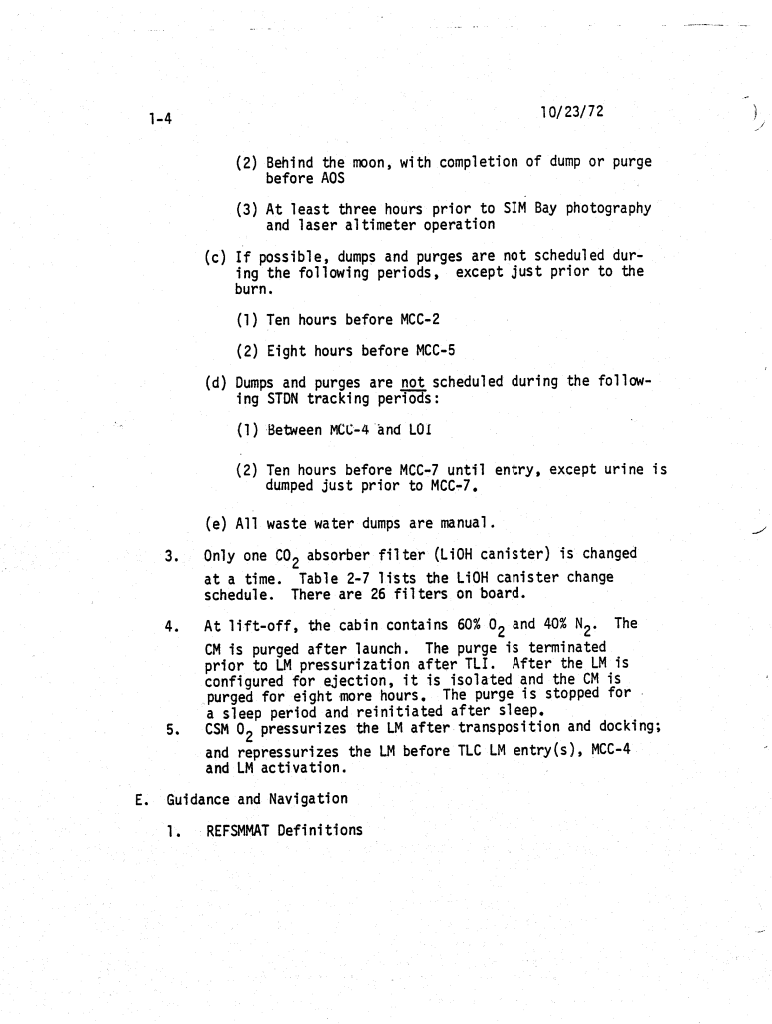 1-4
10/23/72
(2) Behind the moon, with completion of dump or purge
before AOS
(3) At least three hours prior to SIM Bay photography
and laser altimeter operation
(c) If possible, dumps and purges are not scheduled dur-
ing the following periods, except just prior to the
burn.
(1) Ten hours before MCC-2
(2) Eight hours before MCC-5
(d) Dumps and purges are not scheduled during the follow-
ing STDN tracking periods:
(1) Between MCC-4 and LOI
(2) Ten hours before MCC-7 until entry, except urine is
dumped just prior to MCC-7.
(e) All waste water dumps are manual.
3. Only one CO2 absorber filter (LiOH canister) is changed
at a time. Table 2-7 lists the LiOH canister change
schedule. There are 26 filters on board.
4. At lift-off, the cabin contains 60% O2 and 40% N2. The
CM is purged after launch. The purge is terminated
prior to LM pressurization after TLI. After the LM is
configured for ejection, it is isolated and the CM is
purged for eight more hours. The purge is stopped for
a sleep period and reinitiated after sleep.
5. CSM O2 pressurizes the LM after transposition and docking;
and repressurizes the LM before TLC LM entry(s), MCC-4
and LM activation.
E. Guidance and Navigation
1. REFSMMAT Definitions